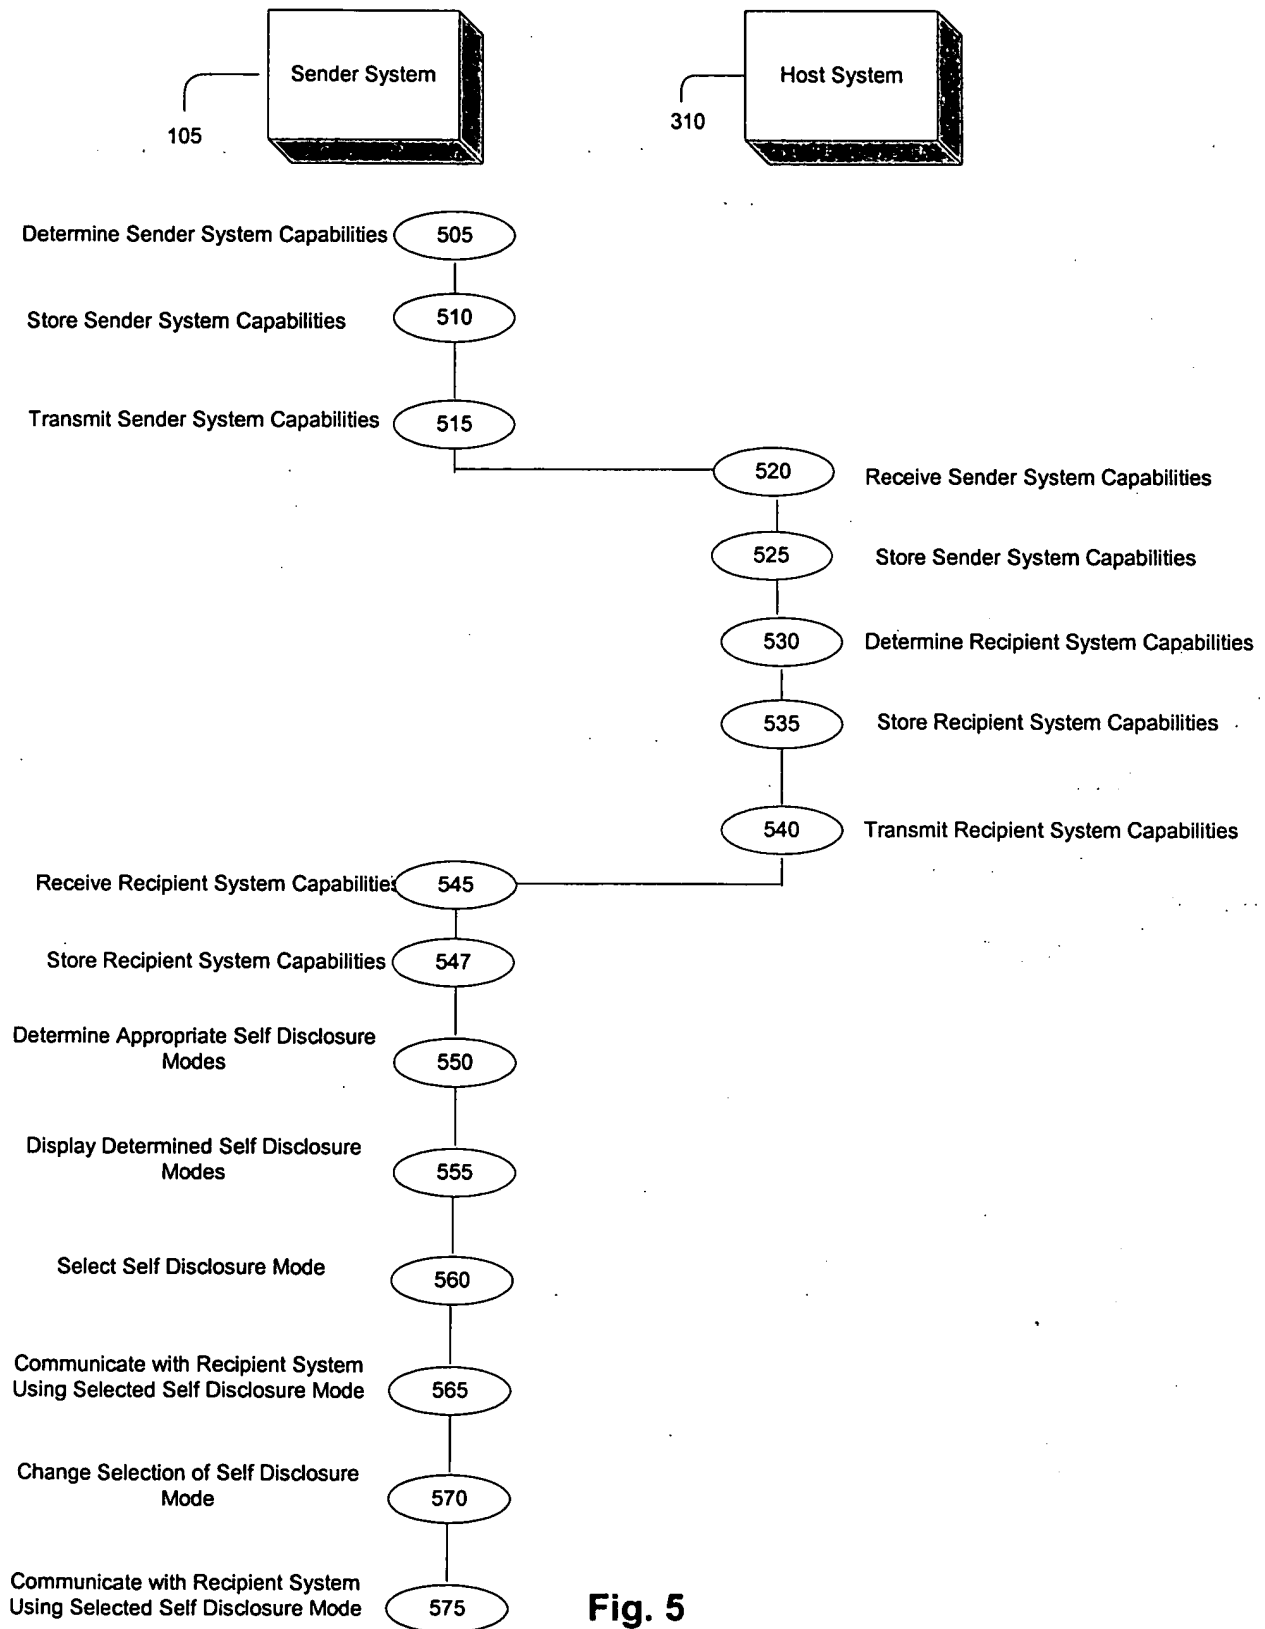 Sender System
Host System
105
310
Determine Sender System Capabilities
505
Store Sender System Capabilities
510
Transmit Sender System Capabilities
515
520
Receive Sender System Capabilities
525
Store Sender System Capabilities
530
Determine Recipient System Capabilities
535
Store Recipient System Capabilities
540
Transmit Recipient System Capabilities
Receive Recipient System Capabilities
545
Store Recipient System Capabilities
547
Determine Appropriate Self Disclosure
Modes
550
Display Determined Self Disclosure
Modes
555
Select Self Disclosure Mode
560
Communicate with Recipient System
Using Selected Self Disclosure Mode
565
Change Selection of Self Disclosure
Mode
570
Communicate with Recipient System
Using Selected Self Disclosure Mode
575
Fig. 5